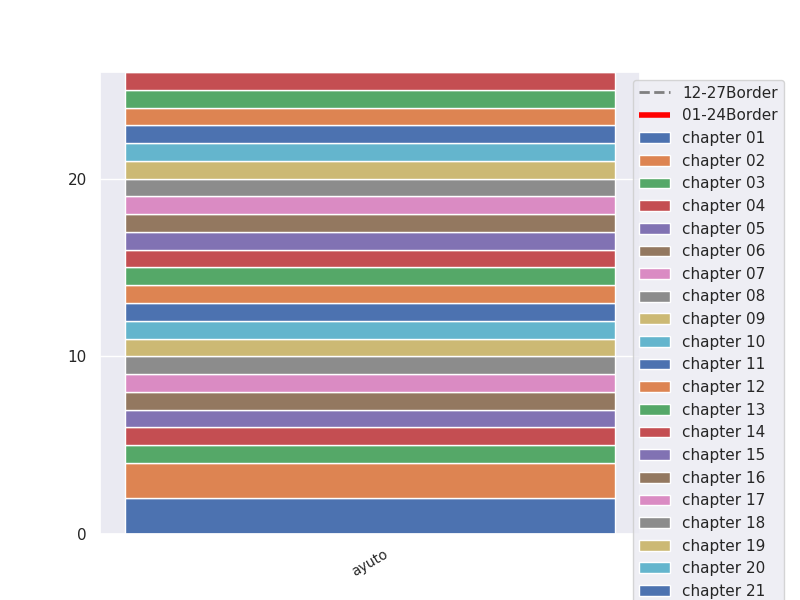 20
10
0
ayuto
12-27Border
01-24Border
chapter 01
chapter 02
chapter 03
chapter 04
chapter 05
chapter 06
chapter 07
chapter 08
chapter 09
chapter 10
chapter 11
chapter 12
chapter 13
chapter 14
chapter 15
chapter 16
chapter 17
chapter 18
chapter 19
chapter 20
chapter 21